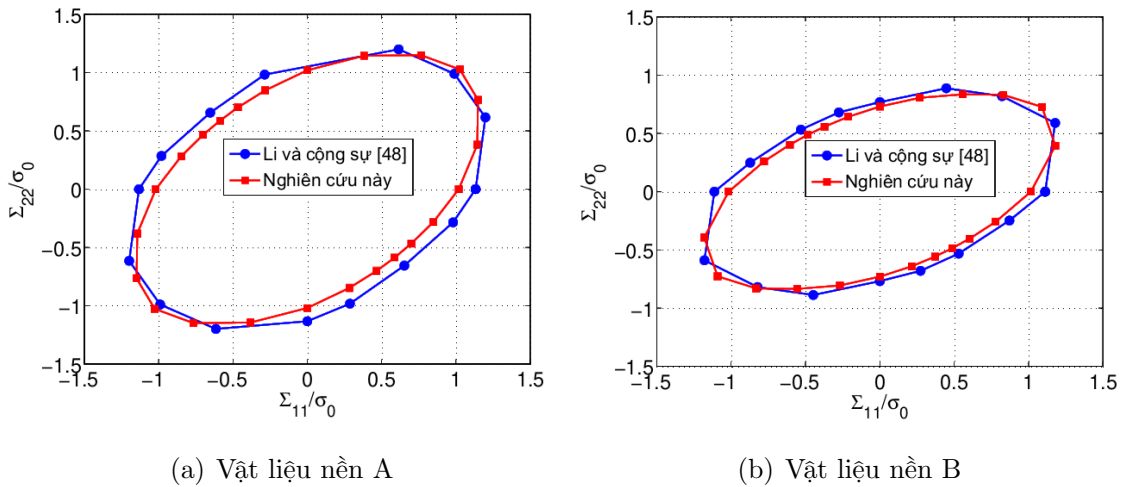 1.5
1
0.5
0
−0.5
−1
−1.5
Σ22/σ0
Li và cộng sự [48]
Nghiên cứu này
−1.5 −1 −0.5 0 0.5 1 1.5
Σ11/σ0
(a) Vật liệu nền A
1.5
1
0.5
0
−0.5
−1
−1.5
Σ22/σ0
Li và cộng sự [48]
Nghiên cứu này
−1.5 −1 −0.5 0 0.5 1 1.5
Σ11/σ0
(b) Vật liệu nền B